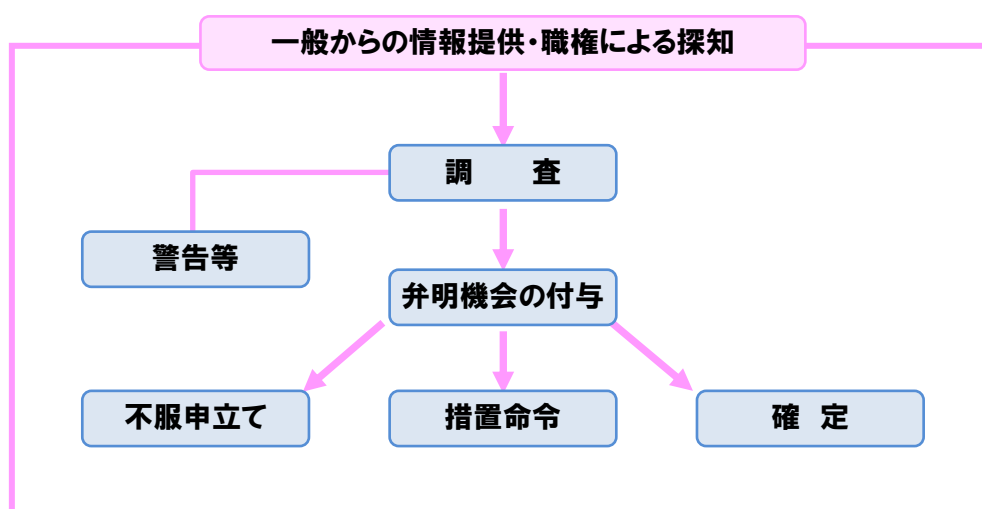 一般からの情報提供・職権による探知
調　　査
警告等
弁明機会の付与
不服申立て
措置命令
確 定